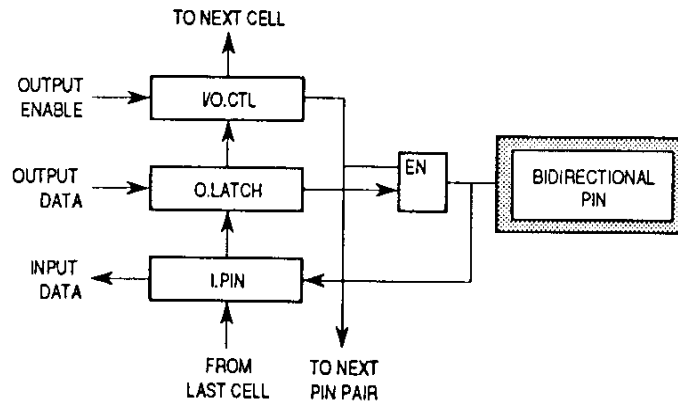 TO NEXT CELL
OUTPUT
ENABLE
I/O.CTL
EN
OUTPUT
DATA
O.LATCH
BIDIRECTIONAL
PIN
INPUT
DATA
I.PIN
FROM
LAST CELL
TO NEXT
PIN PAIR